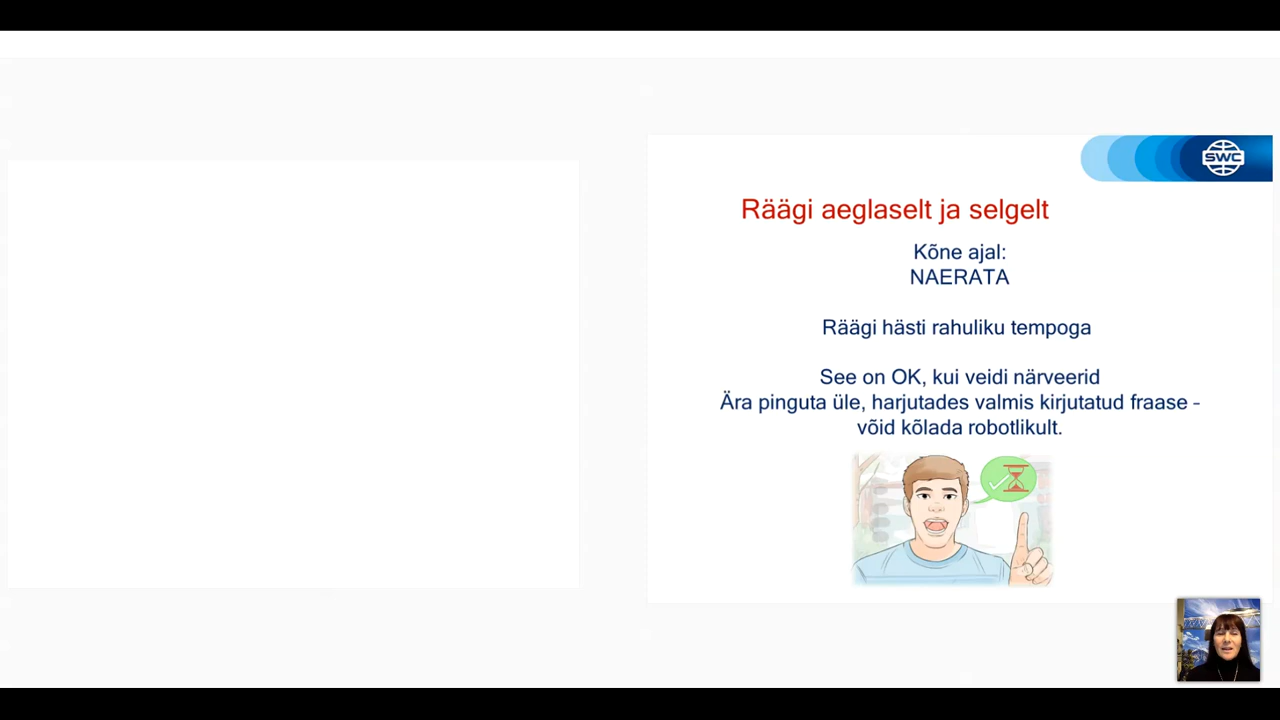 SWC
Räägi aeglaselt ja selgelt
Kõne ajal:
NAERATA
Räägi hästi rahuliku tempoga
See on OK, kui veidi närveerid
Ära pinguta üle, harjutades valmis kirjutatud fraase –
võid kõlada robotlikult.